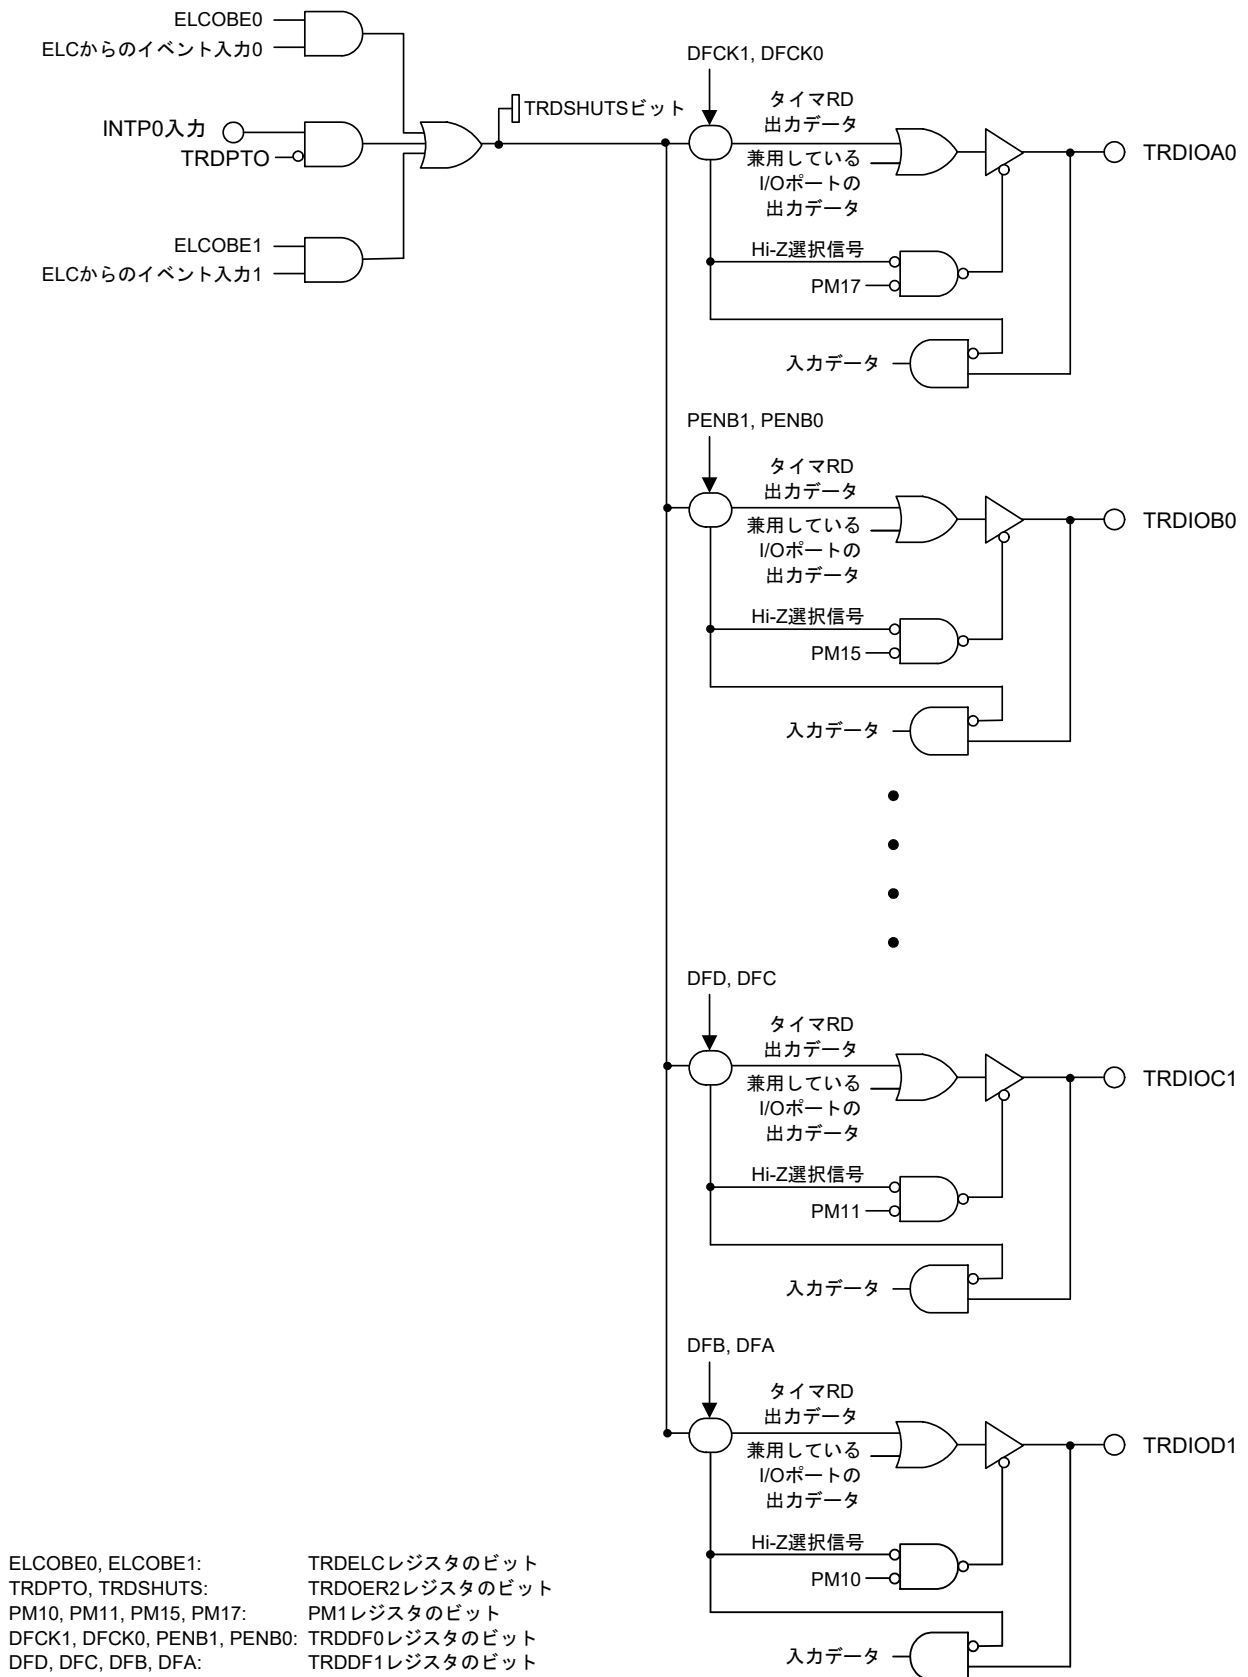 ELCOBE0
ELCからのイベント入力0
INTP0入力
TRDPTO
ELCOBE1
ELCからのイベント入力1
TRDSHUTSビット
DFCK1, DFCK0
タイマRD
出力データ
兼用している
I/Oポートの
出力データ
Hi-Z選択信号
PM17
入力データ
TRDIOA0
PENB1, PENB0
タイマRD
出力データ
兼用している
I/Oポートの
出力データ
Hi-Z選択信号
PM15
入力データ
TRDIOB0
DFD, DFC
タイマRD
出力データ
兼用している
I/Oポートの
出力データ
Hi-Z選択信号
PM11
入力データ
TRDIOC1
DFB, DFA
タイマRD
出力データ
兼用している
I/Oポートの
出力データ
Hi-Z選択信号
PM10
入力データ
TRDIOD1
ELCOBE0, ELCOBE1: TRDELCレジスタのビット
TRDPTO, TRDSHUTS: TRDOER2レジスタのビット
PM10, PM11, PM15, PM17: PM1レジスタのビット
DFCK1, DFCK0, PENB1, PENB0: TRDDF0レジスタのビット
DFD, DFC, DFB, DFA: TRDDF1レジスタのビット